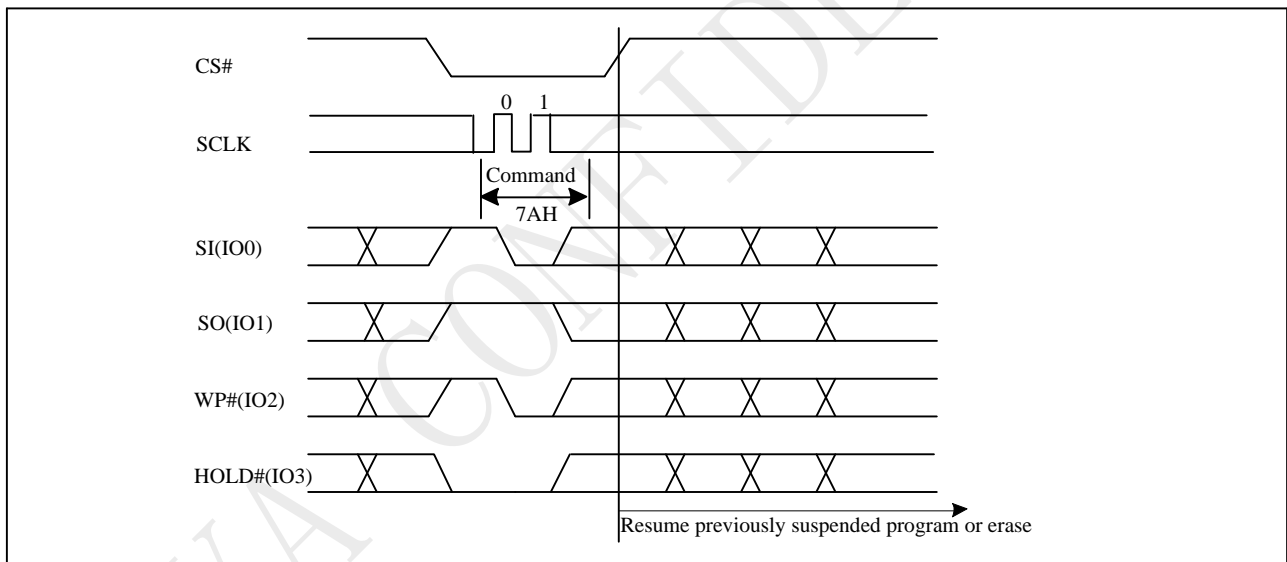 CS#
0 1
SCLK
Command
7AH
SI(IO0)
SO(IO1)
WP#(IO2)
HOLD#(IO3)
Resume previously suspended program or erase